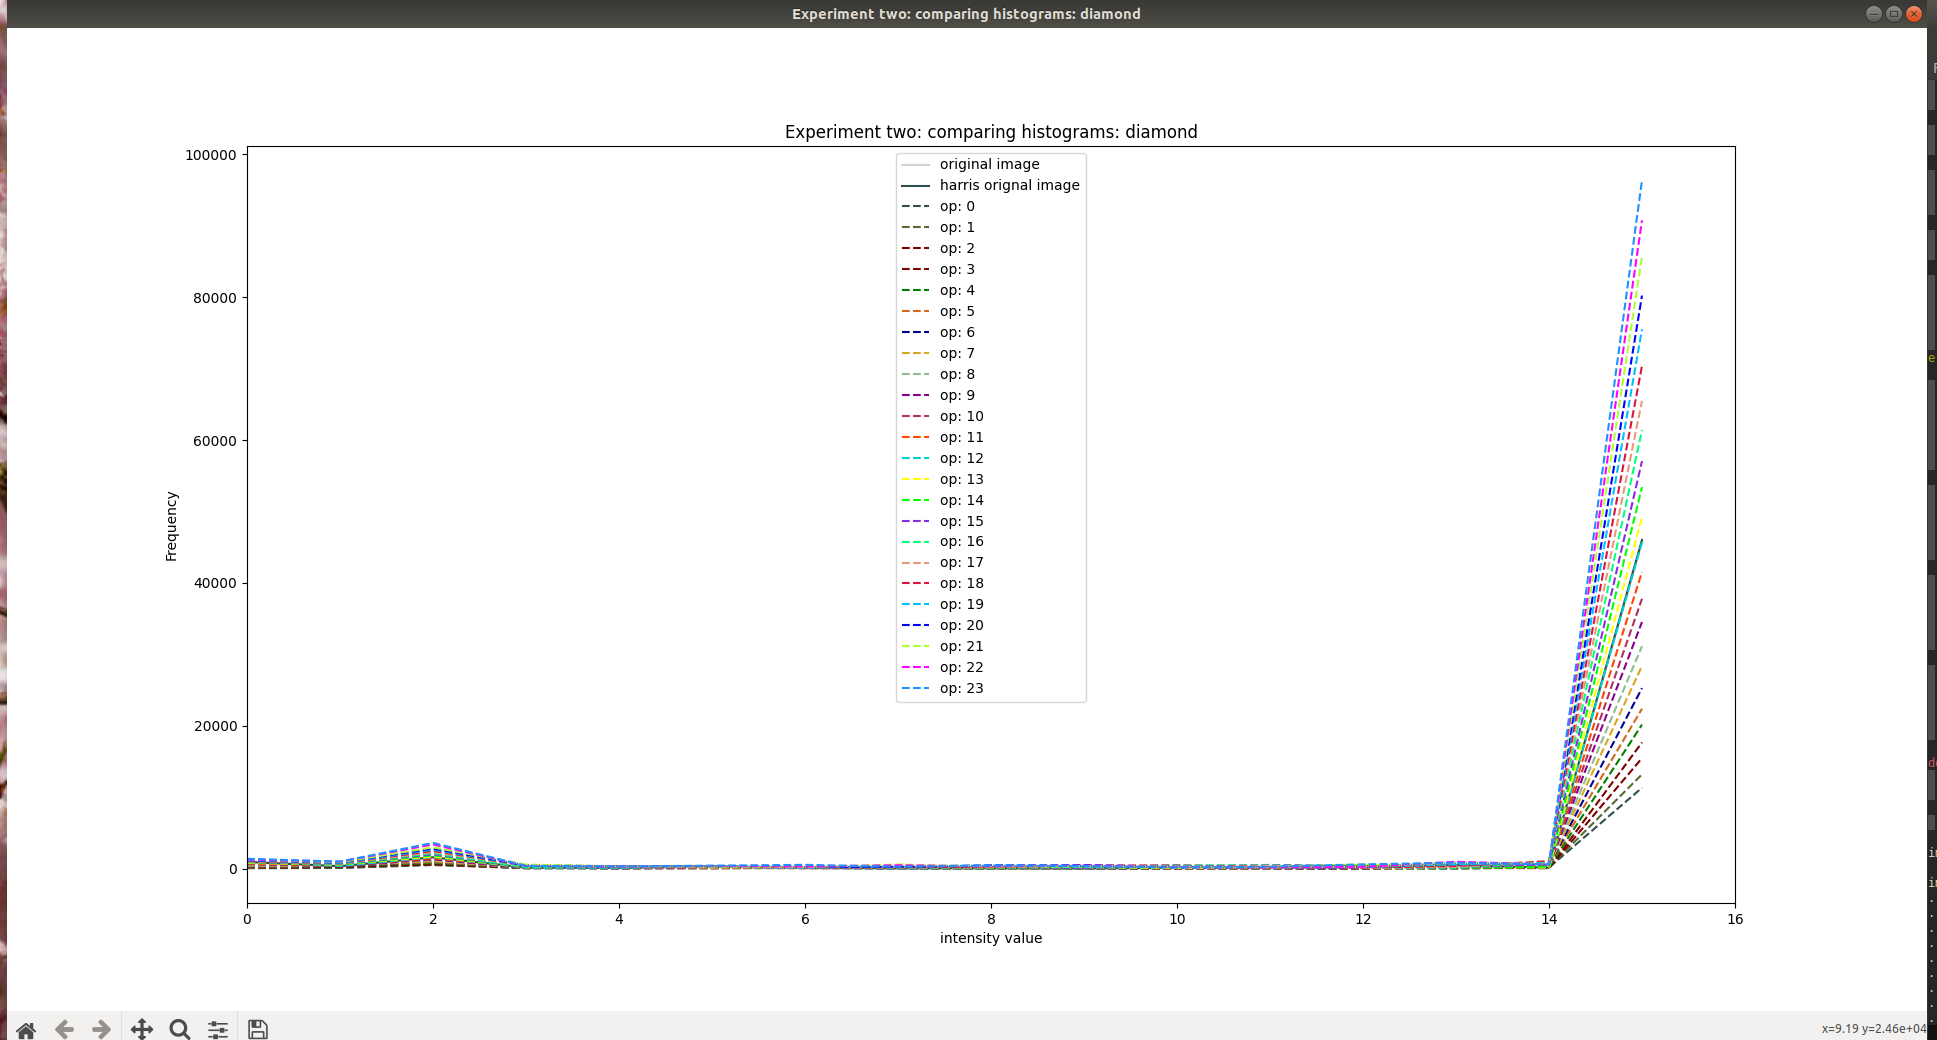 Experiment two: comparing histograms: diamond
Experiment two: comparing histograms: diamond
100000
80000
60000
40000
20000
0
Frequency
original image
harris orignal image
op: 0
op: 1
op: 2
op: 3
op: 4
op: 5
op: 6
op: 7
op: 8
op: 9
op: 10
op: 11
op: 12
op: 13
op: 14
op: 15
op: 16
op: 17
op: 18
op: 19
op: 20
op: 21
op: 22
op: 23
0 2 4 6 8 10 12 14 16
intensity value
x=9.19 y=2.46e+04